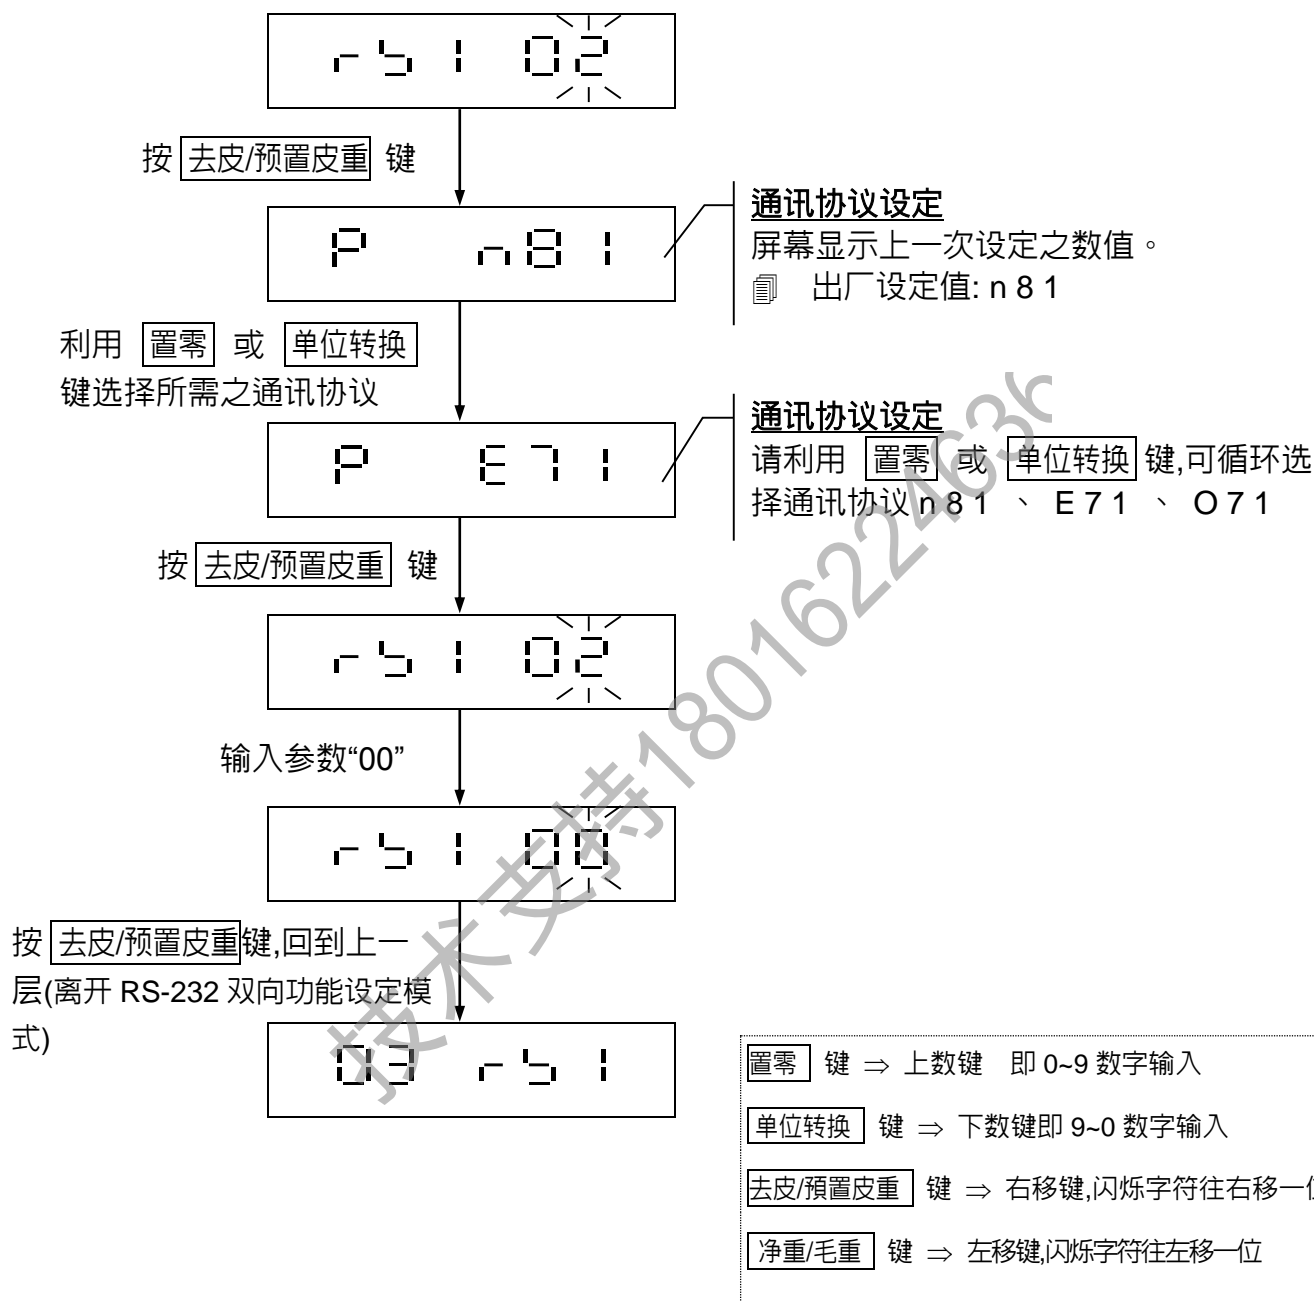 rS1 02
按 去皮/预置皮重 键
P n81
通讯协议设定
屏幕显示上一次设定之数值。
出厂设定值: n 8 1
利用 置零 或 单位转换
键选择所需之通讯协议
P E71
通讯协议设定
请利用 置零 或 单位转换 键,可循环选
择通讯协议 n 8 1 、 E 7 1 、 O 7 1
按 去皮/预置皮重 键
rS1 02
输入参数“00”
rS1 00
按 去皮/预置皮重键,回到上一
层(离开 RS-232 双向功能设定模
式)
03 rS1
置零 键 ⇒ 上数键 即 0~9 数字输入
单位转换 键 ⇒ 下数键即 9~0 数字输入
去皮/預置皮重 键 ⇒ 右移键,闪烁字符往右移一位
净重/毛重 键 ⇒ 左移键,闪烁字符往左移一位
技术支持1801622463